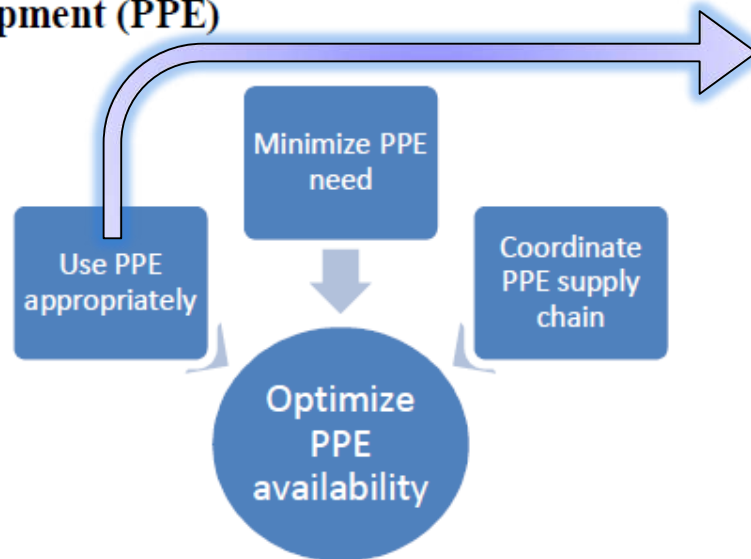 pment (PPE)
Minimize PPE
need
Use PPE
appropriately
Coordinate
PPE supply
chain
Optimize
PPE
availability